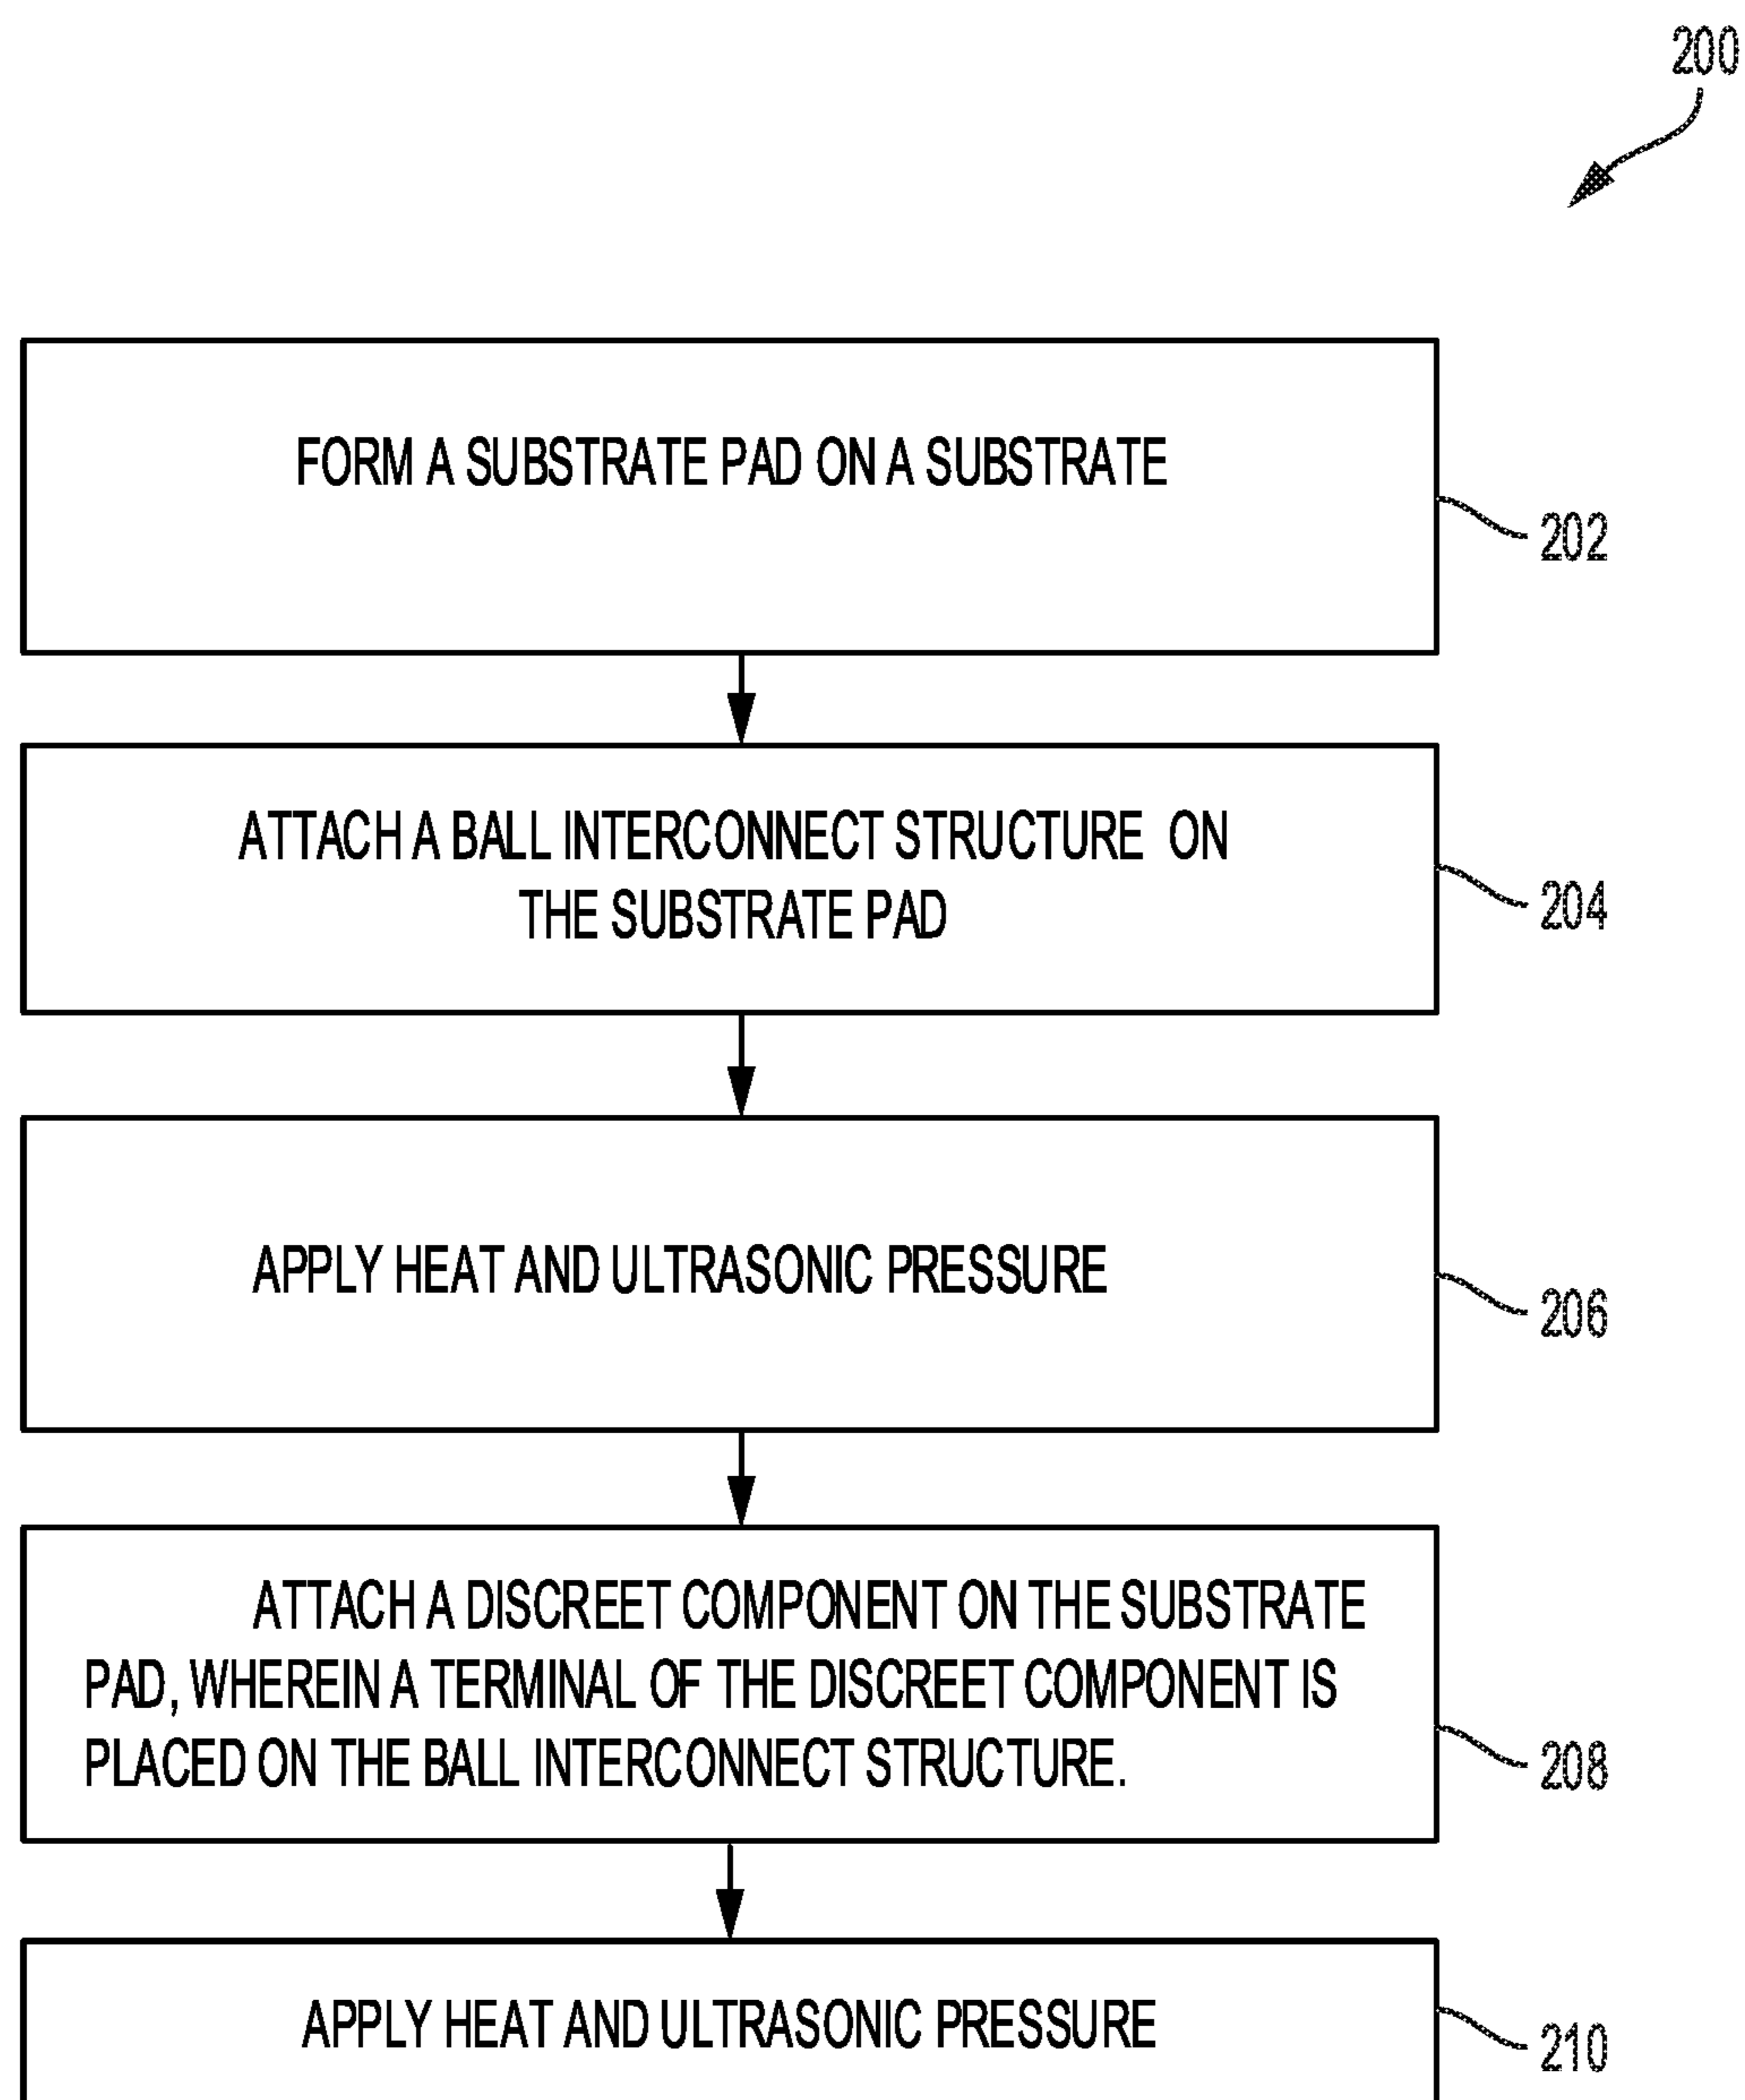 200
FORM A SUBSTRATE PAD ON A SUBSTRATE
202
ATTACH A BALL INTERCONNECT STRUCTURE ON
THE SUBSTRATE PAD
204
APPLY HEAT AND ULTRASONIC PRESSURE
206
ATTACH A DISCREET COMPONENT ON THE SUBSTRATE
PAD, WHEREIN A TERMINAL OF THE DISCREET COMPONENT IS
PLACED ON THE BALL INTERCONNECT STRUCTURE.
208
APPLY HEAT AND ULTRASONIC PRESSURE
210